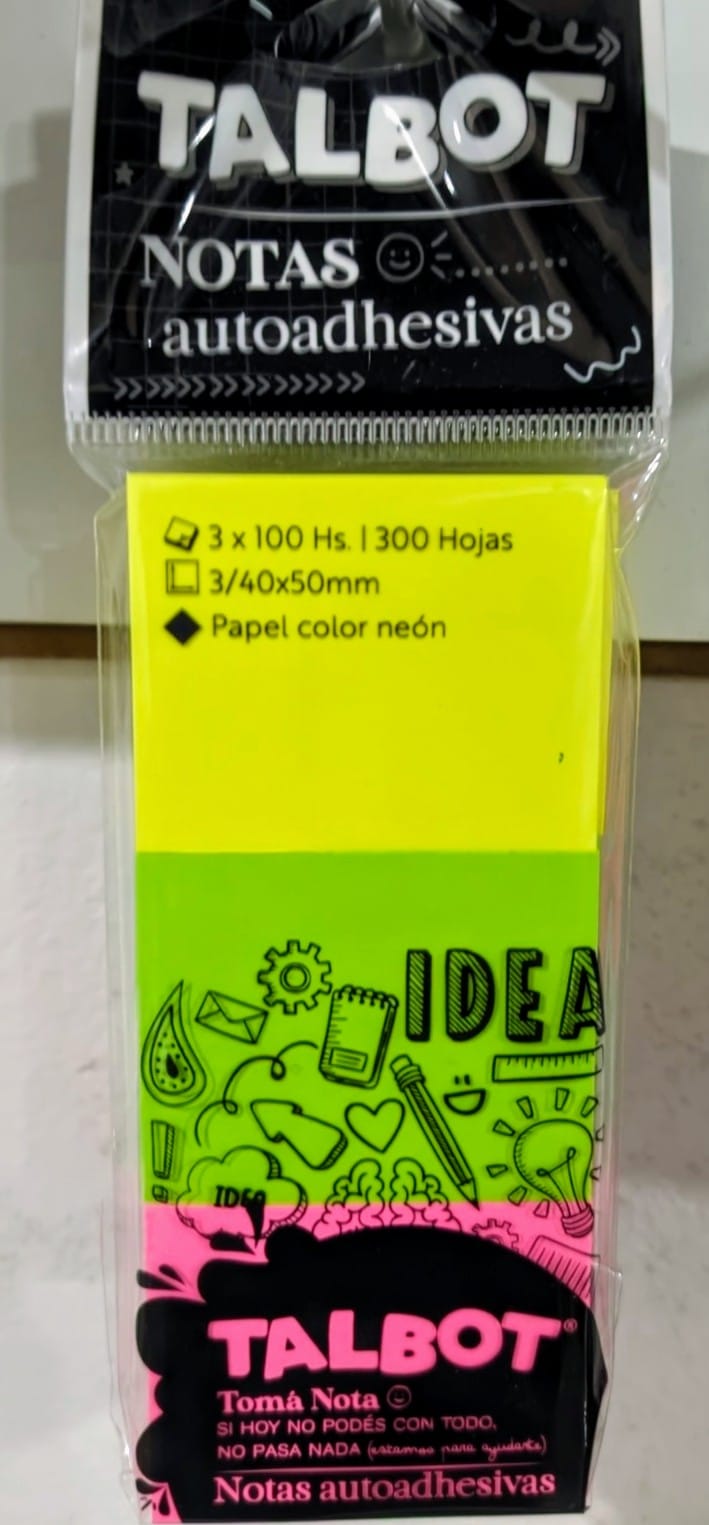 TALBOT
NOTAS
autoadhesivas
3 x 100 Hs. | 300 Hojas
3/40x50mm
Papel color neón
IDEA
IDEA
TALBOT®
Tomá Nota
SI HOY NO PODÉS CON TODO,
NO PASA NADA (estamos para ayudarte)
Notas autoadhesivas